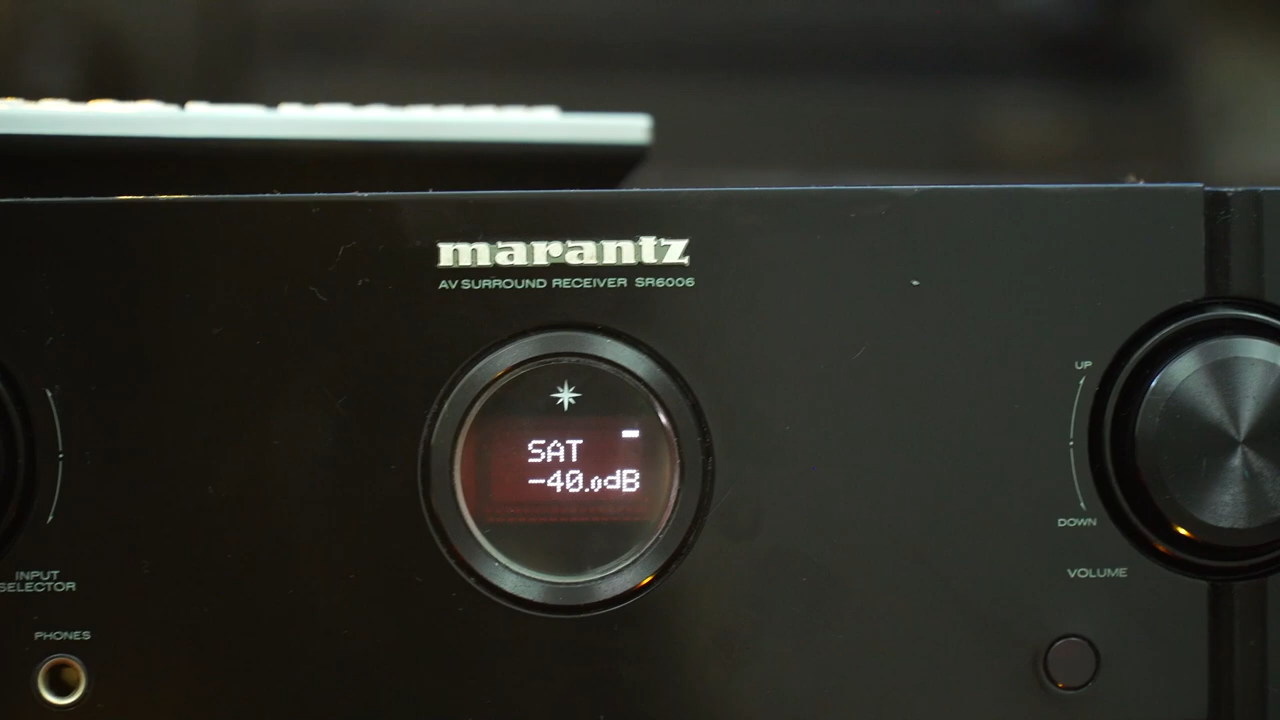 marantz
AV SURROUND RECEIVER SR6006
SAT
-40.0dB
UP
DOWN
VOLUME
INPUT
SELECTOR
PHONES